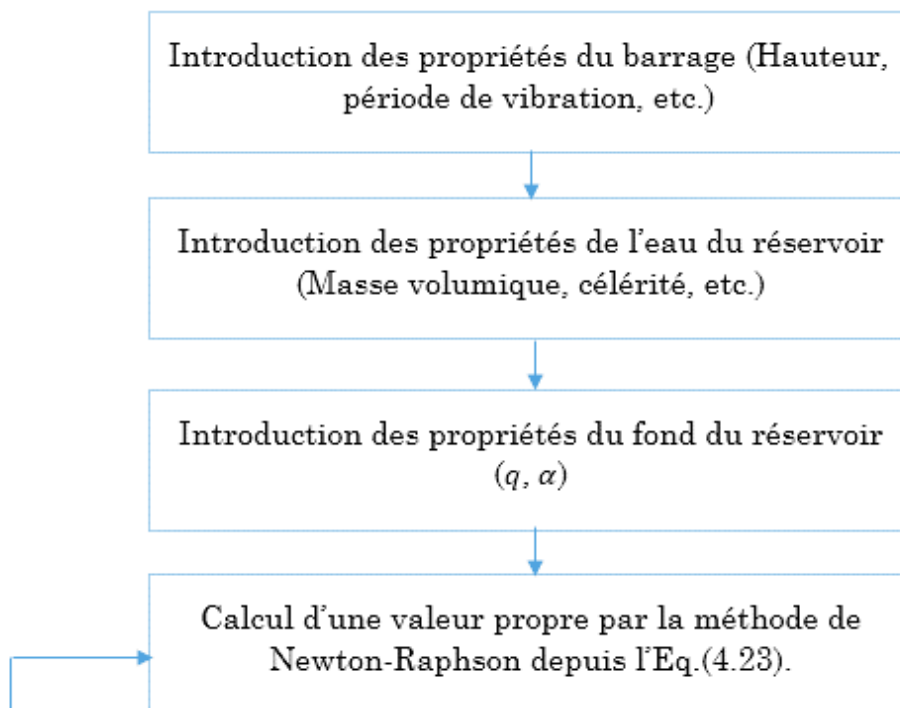 Introduction des propriétés du barrage (Hauteur,
période de vibration, etc.)
Introduction des propriétés de l'eau du réservoir
(Masse volumique, célérité, etc.)
Introduction des propriétés du fond du réservoir
(q, α)
Calcul d'une valeur propre par la méthode de
Newton-Raphson depuis l'Eq.(4.23).